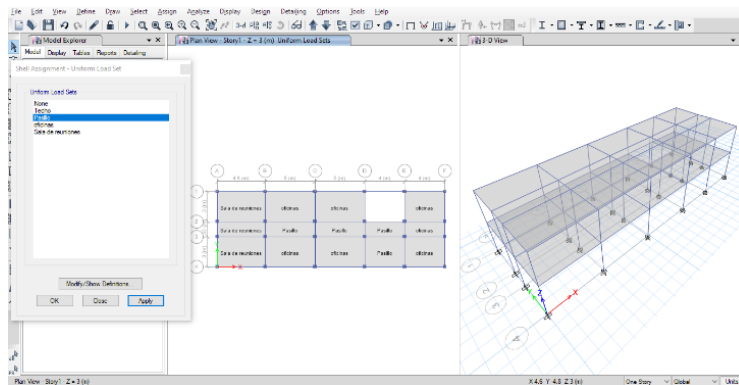 File Edit View Define Draw Select Assign Analyze Display Design Detailing Options Tools Help
Model Explorer
Plan View - Story1 - Z = 3 (m) Uniform Load Sets
3-D View
Model Display Tables Reports Detailing
Shell Assignment - Uniform Load Set
Uniform Load Sets
None
Techo
Pasillo
oficinas
Sala de reuniones
Modify/Show Definitions...
OK Close Apply
A B C D E F
Sala de reuniones oficinas oficinas oficinas
Sala de reuniones Pasillo Pasillo Pasillo oficinas
Sala de reuniones oficinas oficinas Pasillo oficinas
X
Z
Y X
Plan View - Story1 - Z = 3 (m)
X 4.6 Y 4.8 Z 3 (m)
One Story
Global
Units